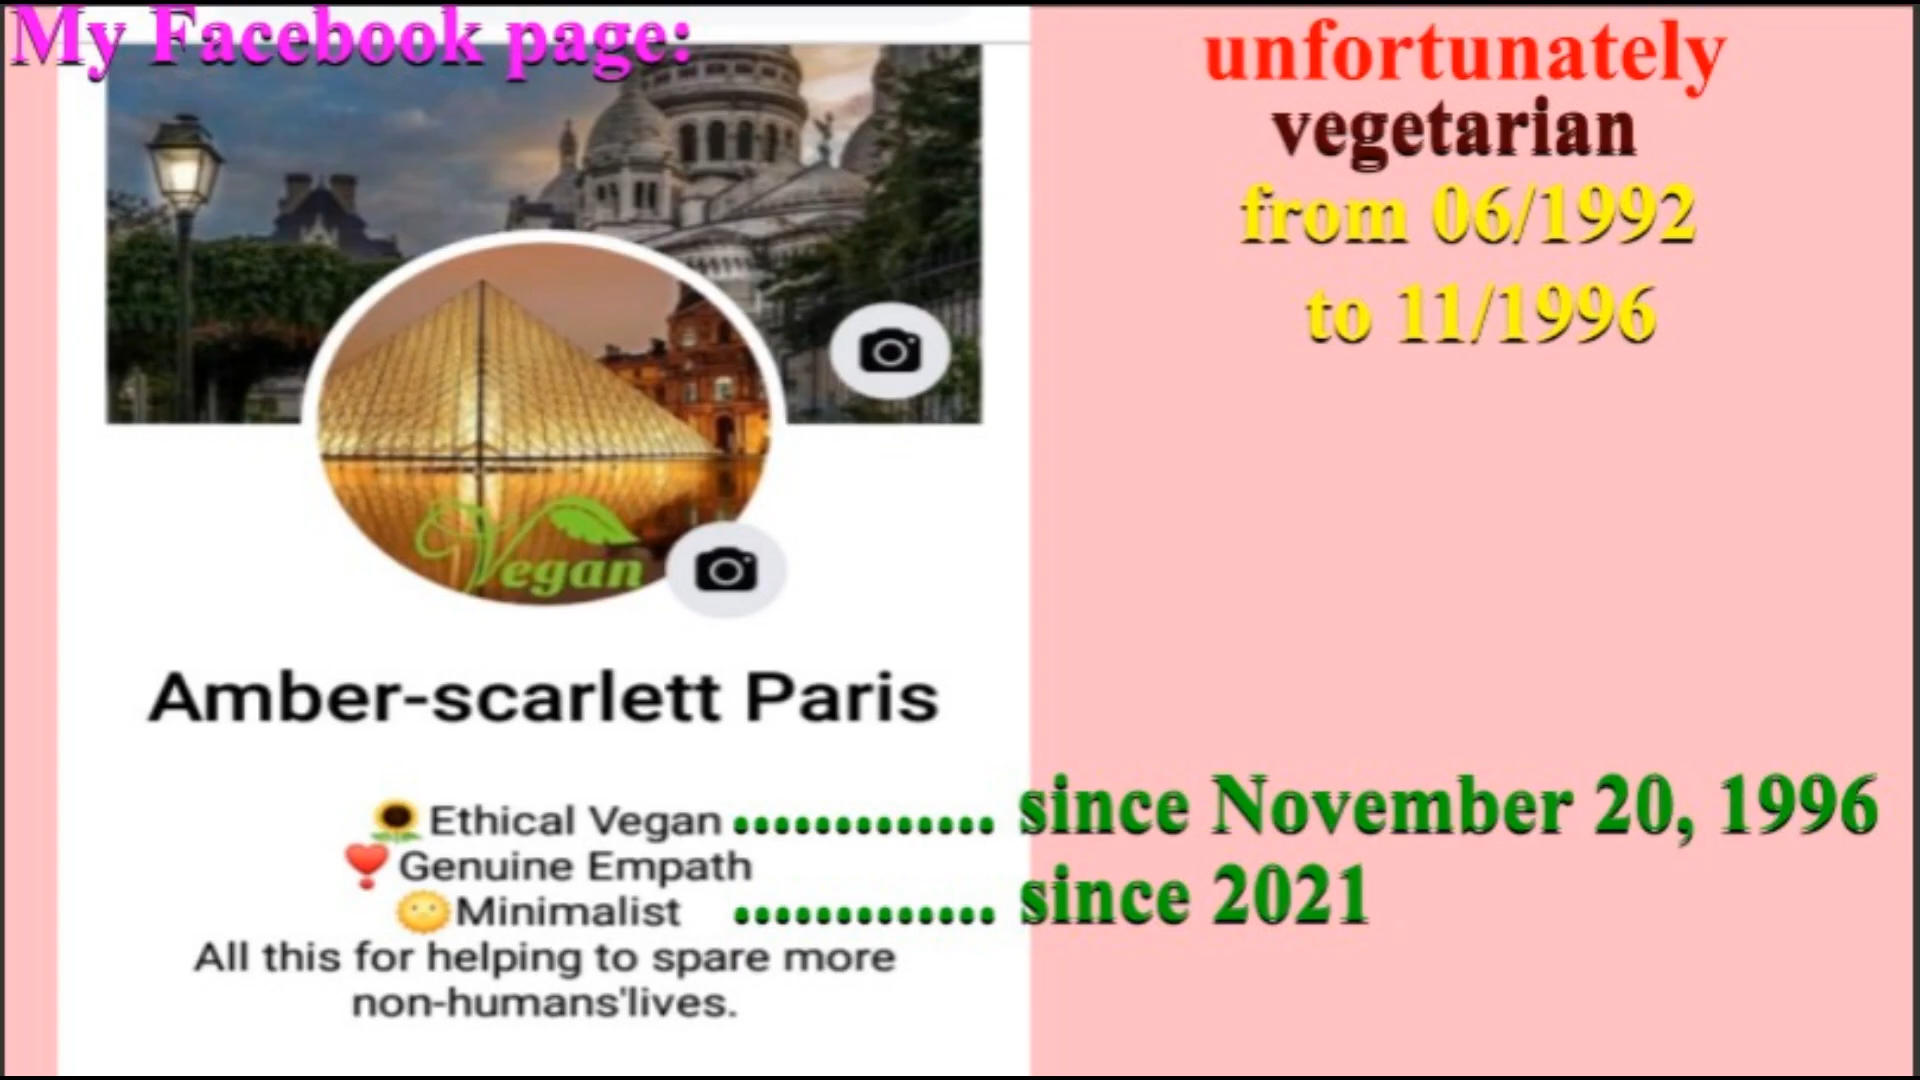 My Facebook page:
unfortunately
vegetarian
from 06/1992
to 11/1996
Vegan
Amber-scarlett Paris
🌻Ethical Vegan ............. since November 20, 1996
❣️Genuine Empath
🌝Minimalist ............. since 2021
All this for helping to spare more
non-humans'lives.